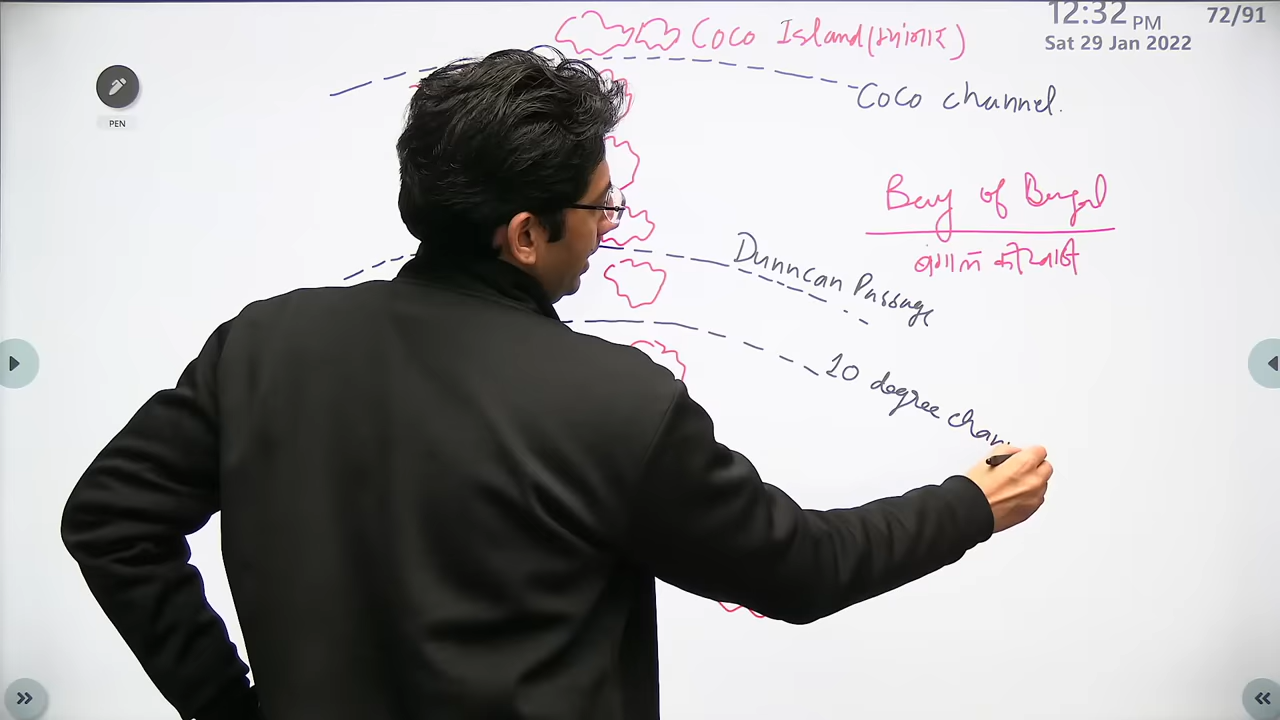 12:32 PM
72/91
Sat 29 Jan 2022
PEN
Coco Island (म्यांमार)
Coco channel.
Bay of Bengal
बंगाल की खाड़ी
Dunncan Passage
10 degree chan